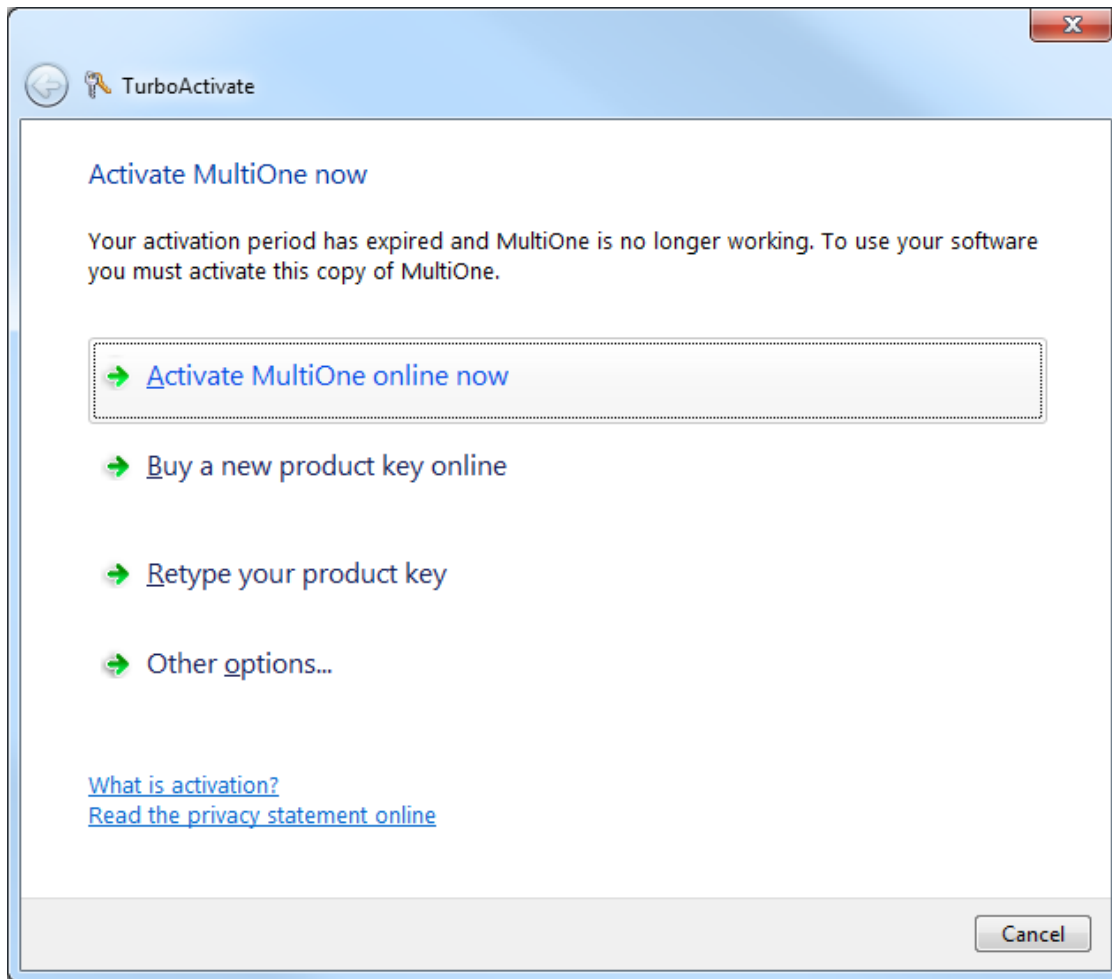 TurboActivate
Activate MultiOne now
Your activation period has expired and MultiOne is no longer working. To use your software
you must activate this copy of MultiOne.
Activate MultiOne online now
Buy a new product key online
Retype your product key
Other options...
What is activation?
Read the privacy statement online
Cancel